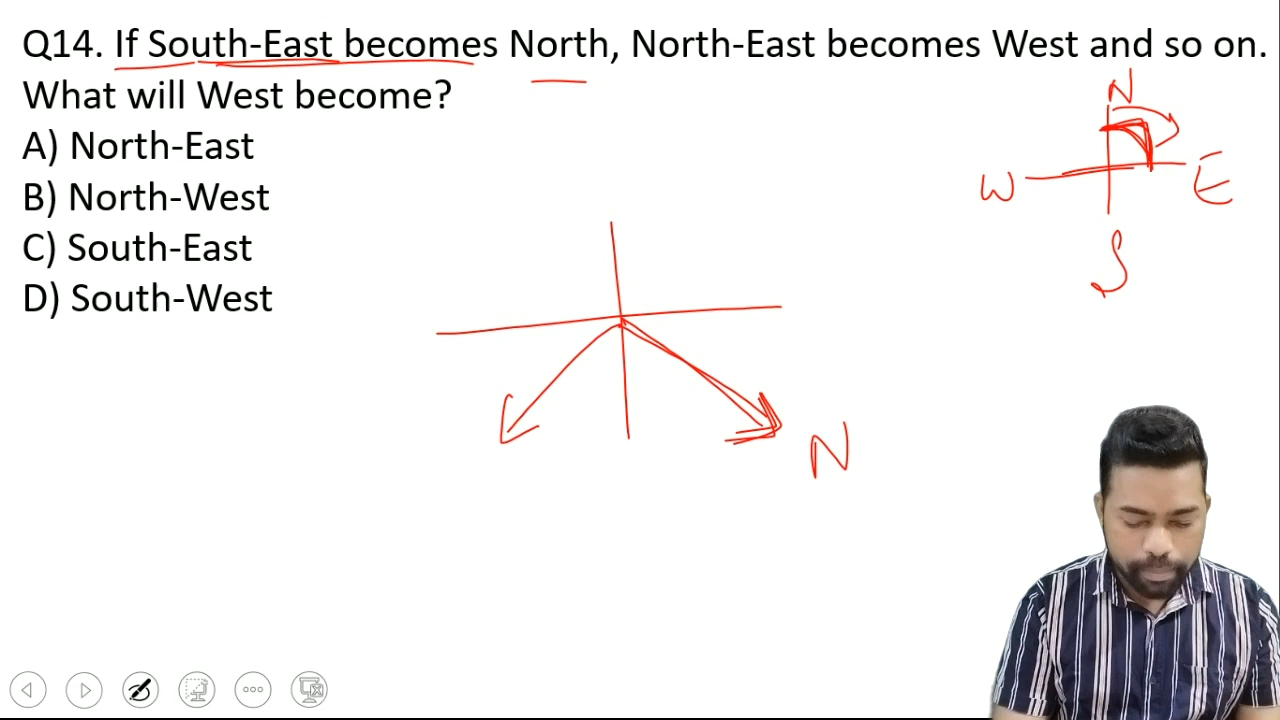 Q14. If South-East becomes North, North-East becomes West and so on.
What will West become?
A) North-East
B) North-West
C) South-East
D) South-West
N
W
E
S
N